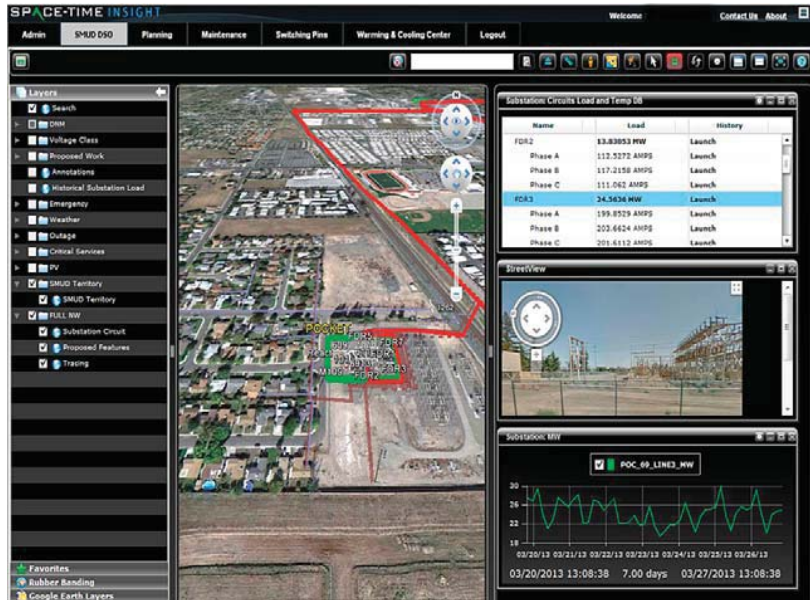 SPACE-TIME INSIGHT
Welcome
Contact Us About
Admin SMUD DSO Planning Maintenance Switching Pins Warming & Cooling Center Logout
Layers
Search
DNM
Voltage Class
Proposed Work
Annotations
Historical Substation Load
Emergency
Weather
Outage
Critical Services
PV
SMUD Territory
SMUD Territory
FULL NW
Substation Circuit
Proposed Features
Tracing
Favorites
Rubber Banding
Google Earth Layers
N
1262
POCKET
FDR5
FDR7
FDR3
FDR2
Substation: Circuits Load and Temp DB
Name Load History
FDR2 13.83053 MW Launch
Phase A 112.5272 AMPS Launch
Phase B 117.2158 AMPS Launch
Phase C 111.062 AMPS Launch
FDR3 24.5636 MW Launch
Phase A 199.8529 AMPS Launch
Phase B 203.6624 AMPS Launch
Phase C 201.6112 AMPS Launch
StreetView
Substation: MW
POC_69_LINE3_MW
30
26
22
18
03/20/13 03/21/13 03/22/13 03/23/13 03/24/13 03/25/13 03/26/13
03/20/2013 13:08:38 7.00 days 03/27/2013 13:08:38